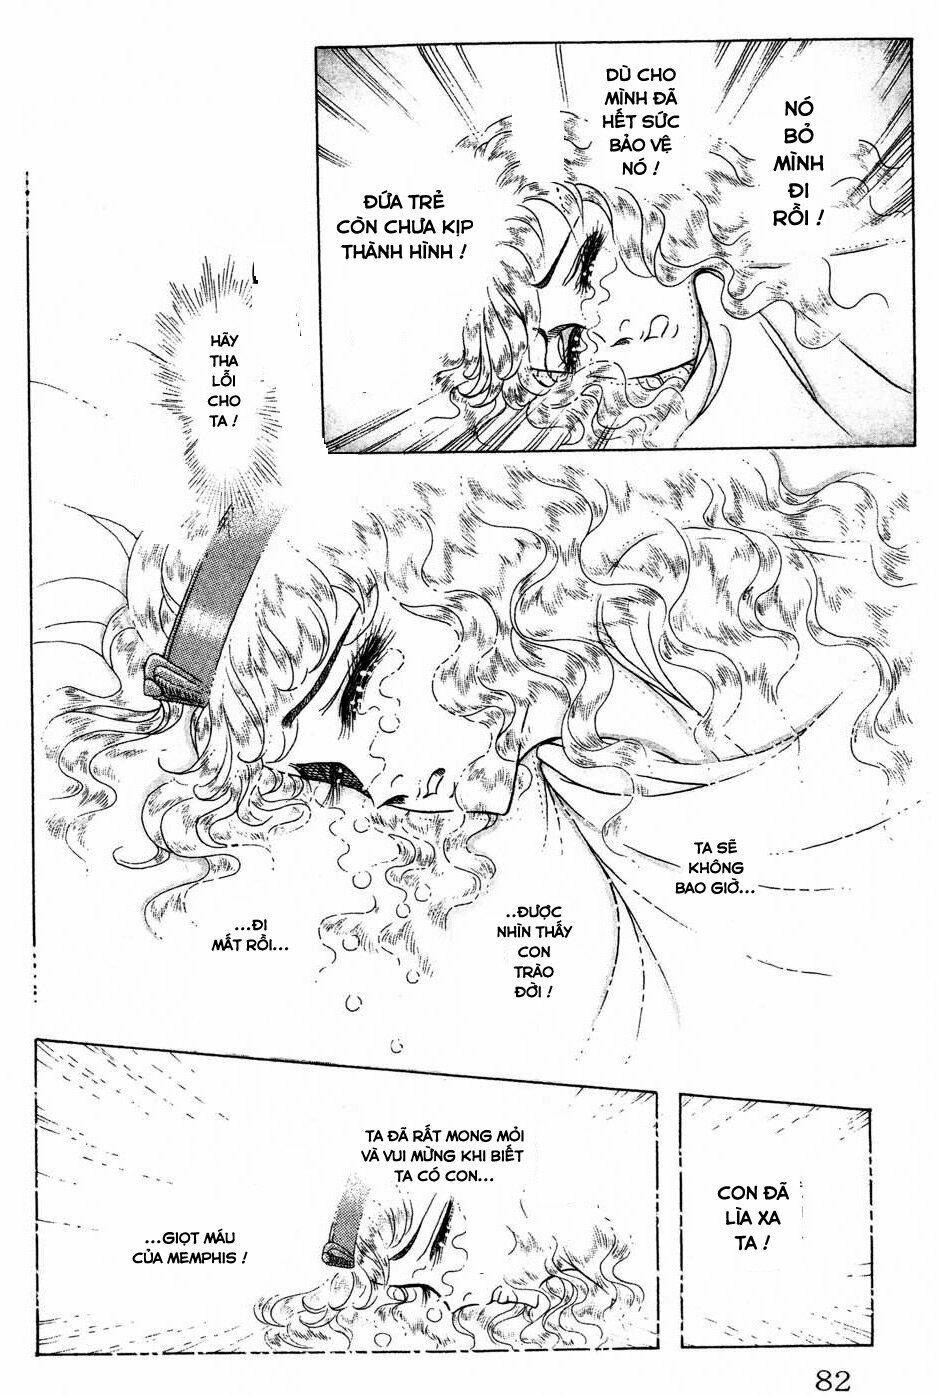 NÓ
BỎ
MÌNH
ĐI
RỒI !
DÙ CHO
MÌNH ĐÃ
HẾT SỨC
BẢO VỆ
NÓ !
ĐỨA TRẺ
CÒN CHƯA KỊP
THÀNH HÌNH !
HÃY
THA
LỖI
CHO
TA !
TA SẼ
KHÔNG
BAO GIỜ...
..ĐƯỢC
NHÌN THẤY
CON
TRÀO
ĐỜI !
...ĐI
MẤT RỒI...
CON ĐÃ
LÌA XA
TA !
TA ĐÃ RẤT MONG MỎI
VÀ VUI MỪNG KHI BIẾT
TA CÓ CON...
...GIỌT MÁU
CỦA MEMPHIS !
82